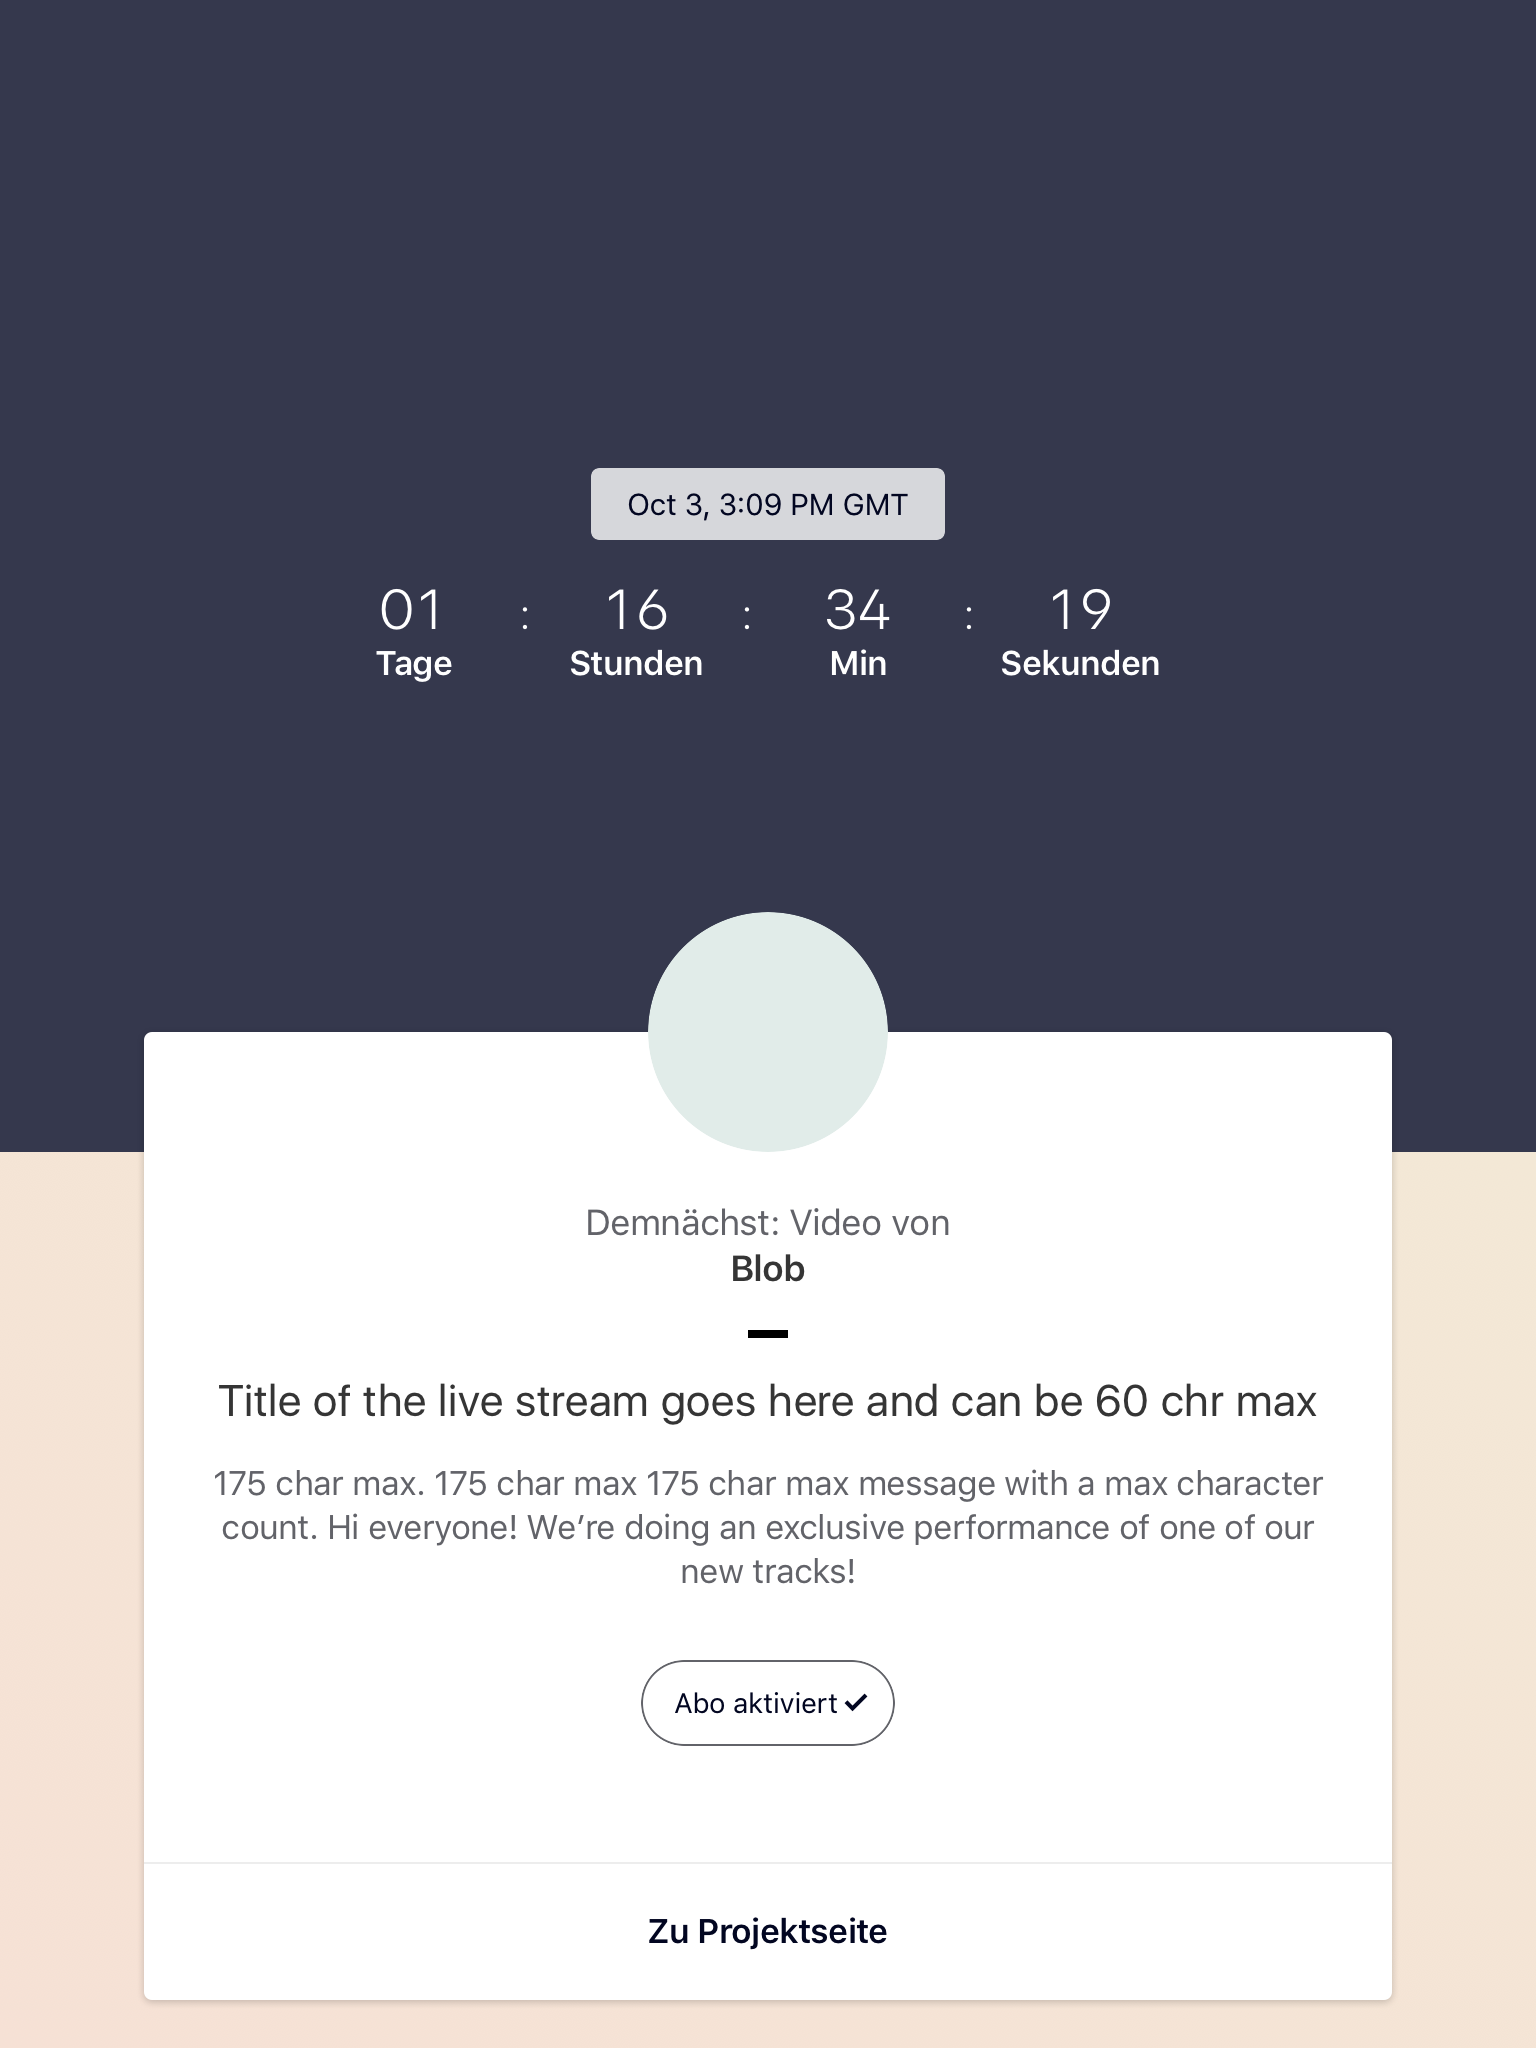 Oct 3, 3:09 PM GMT
01 : 16 : 34 : 19
Tage Stunden Min Sekunden
Demnächst: Video von
Blob
Title of the live stream goes here and can be 60 chr max
175 char max. 175 char max 175 char max message with a max character
count. Hi everyone! We’re doing an exclusive performance of one of our
new tracks!
Abo aktiviert
Zu Projektseite